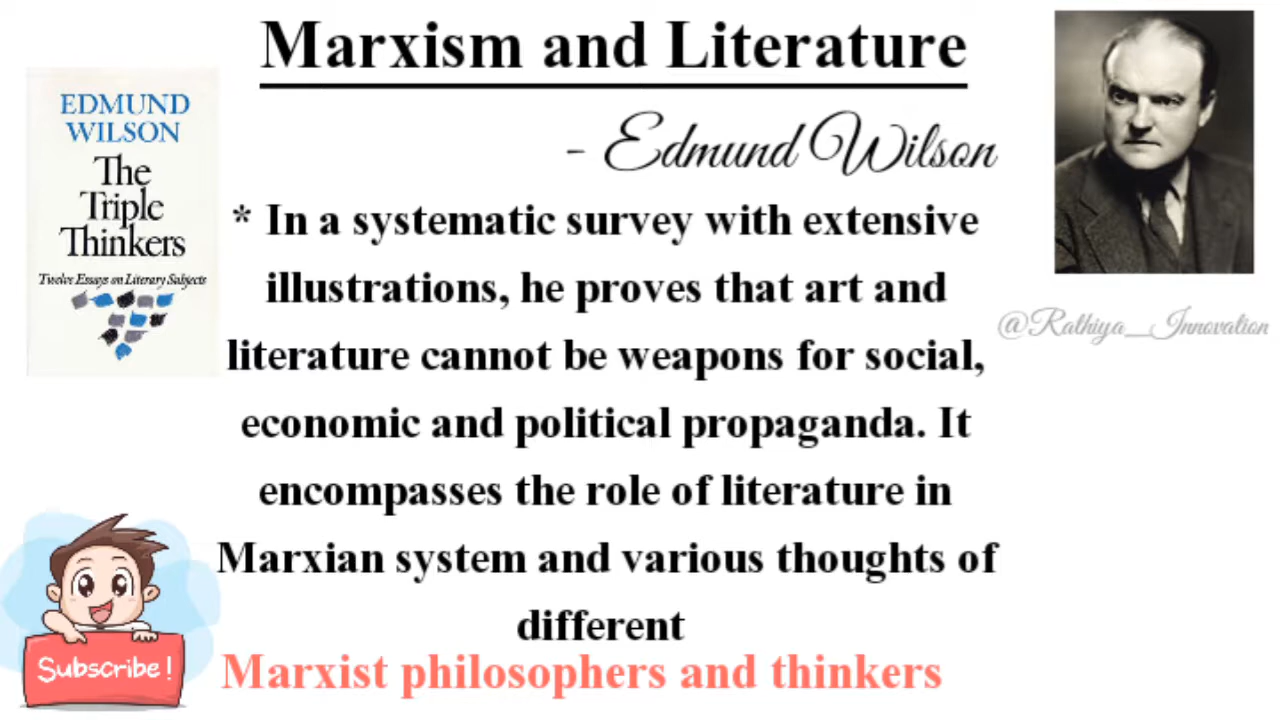 Marxism and Literature
- Edmund Wilson
EDMUND
WILSON
The
Triple
Thinkers
Twelve Essays on Literary Subjects
* In a systematic survey with extensive
illustrations, he proves that art and
literature cannot be weapons for social,
economic and political propaganda. It
encompasses the role of literature in
Marxian system and various thoughts of
different
Marxist philosophers and thinkers
@Rathiya_Innovation
Subscribe!